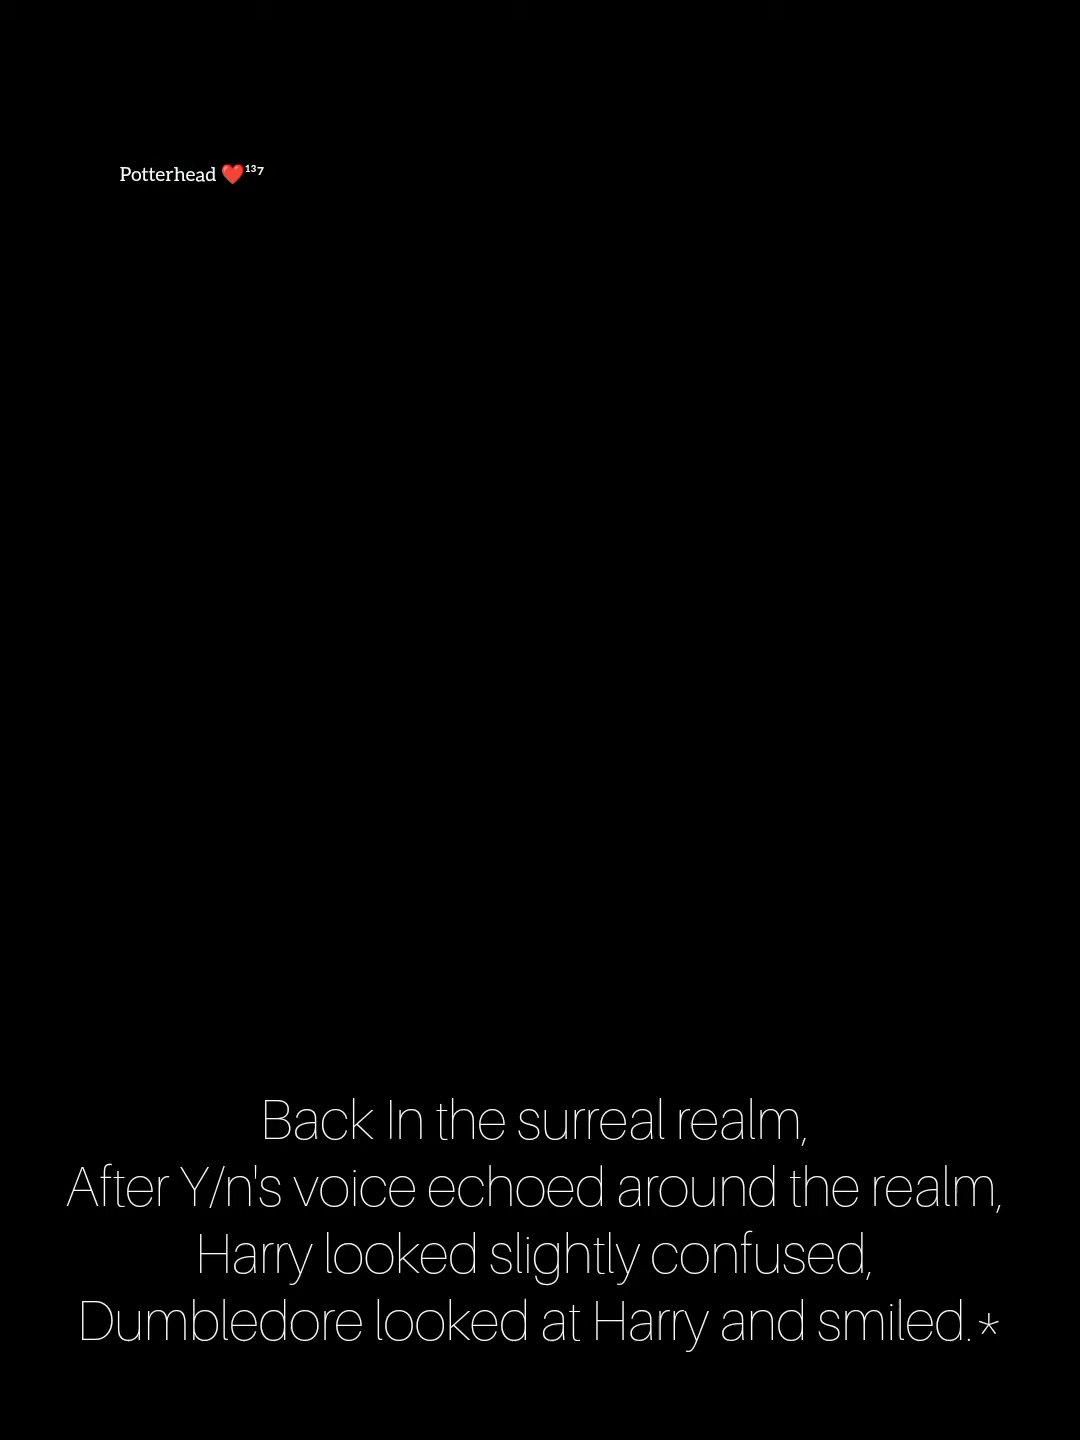 Potterhead ❤️¹³⁷
Back In the surreal realm,
After Y/n's voice echoed around the realm,
Harry looked slightly confused,
Dumbledore looked at Harry and smiled.*